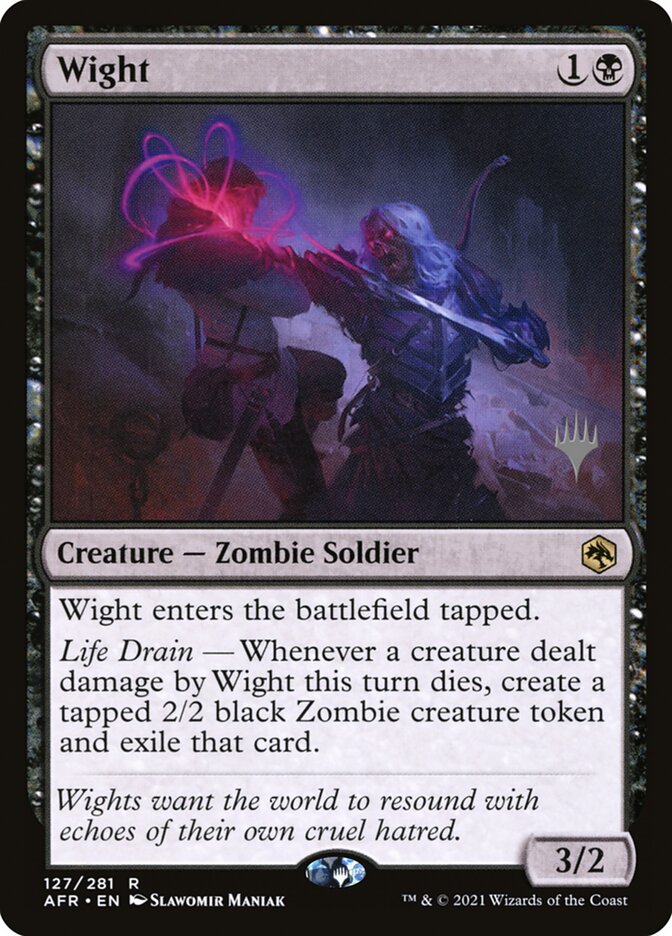 Wight 1
Creature — Zombie Soldier
Wight enters the battlefield tapped.
Life Drain — Whenever a creature dealt
damage by Wight this turn dies, create a
tapped 2/2 black Zombie creature token
and exile that card.
Wights want the world to resound with
echoes of their own cruel hatred.
3/2
127/281 R
AFR • EN Slawomir Maniak ™ & © 2021 Wizards of the Coast